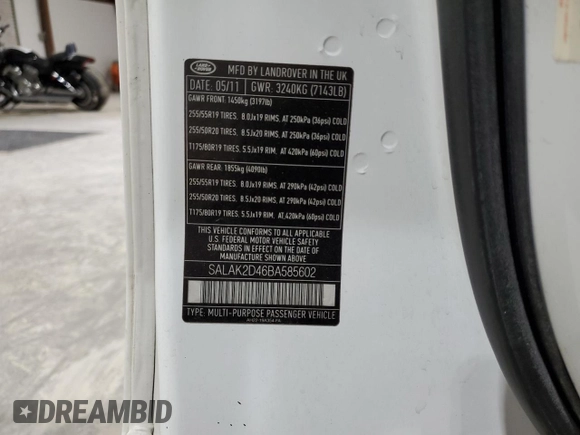 LAND ROVER
MFD BY LANDROVER IN THE UK
DATE: 05/11 GWR: 3240KG (7143LB)
GAWR FRONT: 1450kg (3197lb)
255/55R19 TIRES. 8.0Jx19 RIMS. AT 250kPa (36psi) COLD
255/50R20 TIRES. 8.5Jx20 RIMS. AT 250kPa (36psi) COLD
T175/80R19 TIRES. 5.5Jx19 RIM. AT 420kPa (60psi) COLD
GAWR REAR: 1855kg (4090lb)
255/55R19 TIRES. 8.0Jx19 RIMS. AT 290kPa (42psi) COLD
255/50R20 TIRES. 8.5Jx20 RIMS. AT 290kPa (42psi) COLD
T175/80R19 TIRES. 5.5Jx19 RIM. AT 420kPa (60psi) COLD
THIS VEHICLE CONFORMS TO ALL APPLICABLE
U.S. FEDERAL MOTOR VEHICLE SAFETY
STANDARDS IN EFFECT ON THE DATE OF
MANUFACTURE SHOWN ABOVE
SALAK2D46BA585602
TYPE: MULTI-PURPOSE PASSENGER VEHICLE
DREAMBID